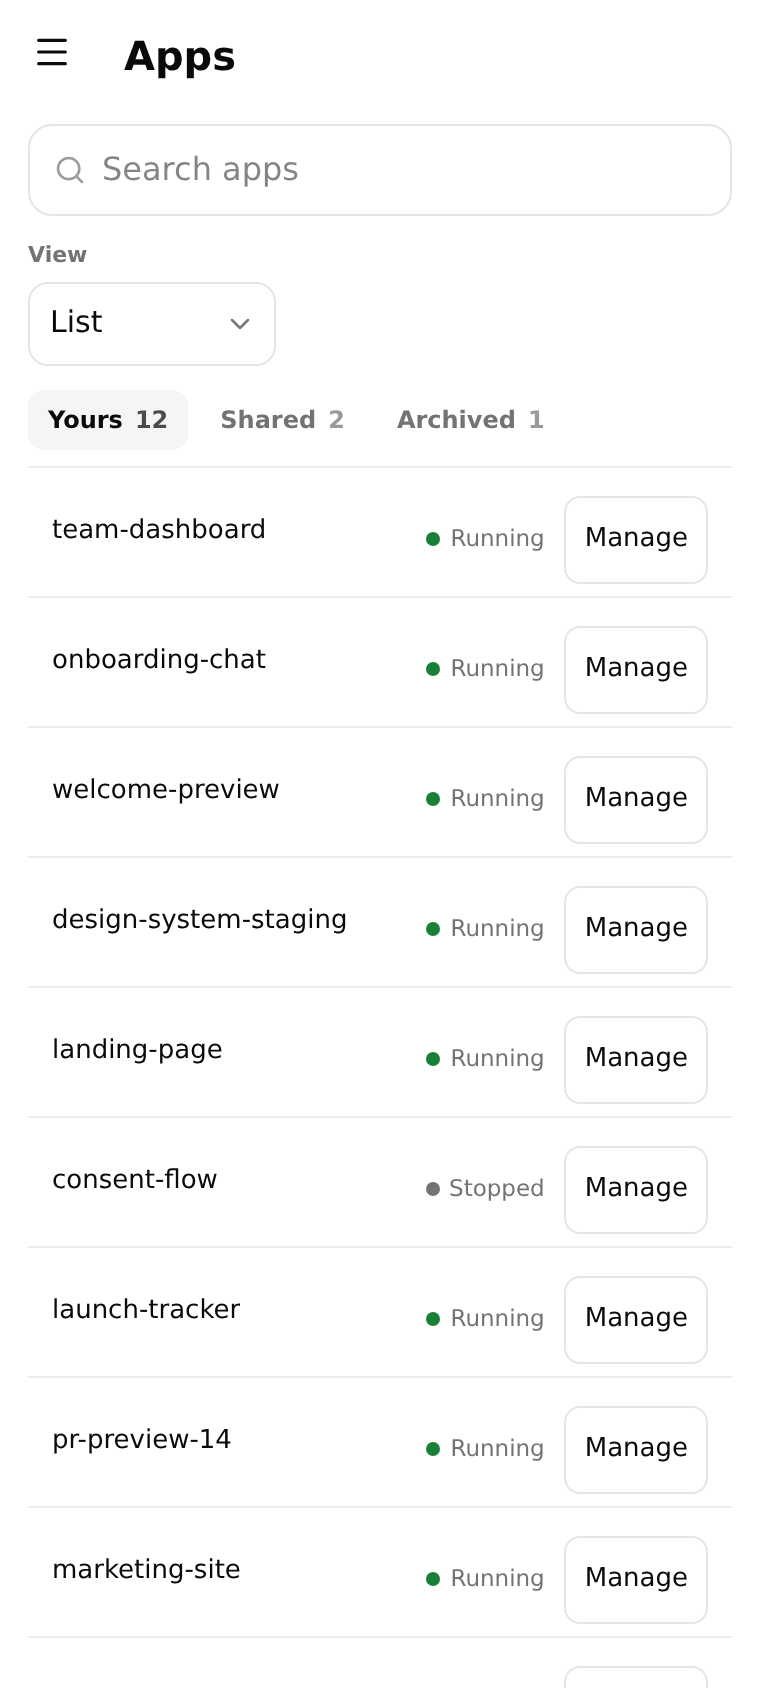 Apps
Search apps
View
List
Yours 12 Shared 2 Archived 1
team-dashboard Running Manage
onboarding-chat Running Manage
welcome-preview Running Manage
design-system-staging Running Manage
landing-page Running Manage
consent-flow Stopped Manage
launch-tracker Running Manage
pr-preview-14 Running Manage
marketing-site Running Manage